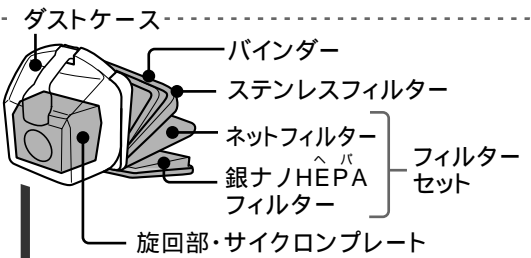 ダストケース
バインダー
ステンレスフィルター
ネットフィルター
ヘパ
銀ナノHEPA
フィルター
フィルター
セット
旋回部・サイクロンプレート